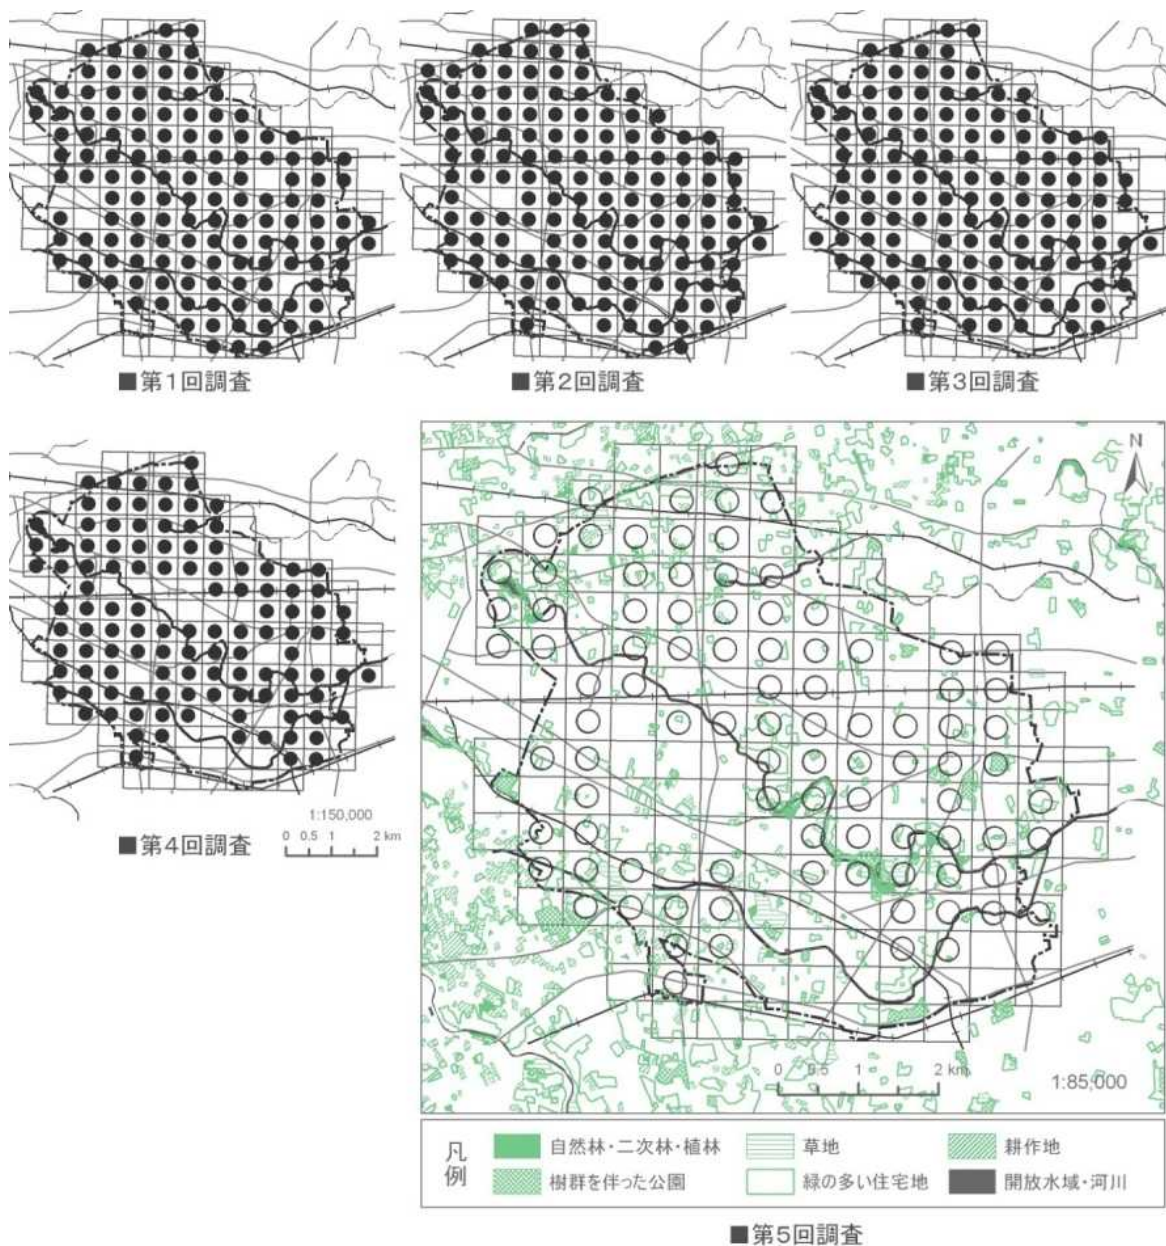 ■第1回調査
■第2回調査
■第3回調査
N
1:150,000
0 0.5 1 2 km
■第4回調査
0 0.5 1 2 km
1:85,000
凡例
自然林・二次林・植林
草地
耕作地
樹群を伴った公園
緑の多い住宅地
開放水域・河川
■第5回調査